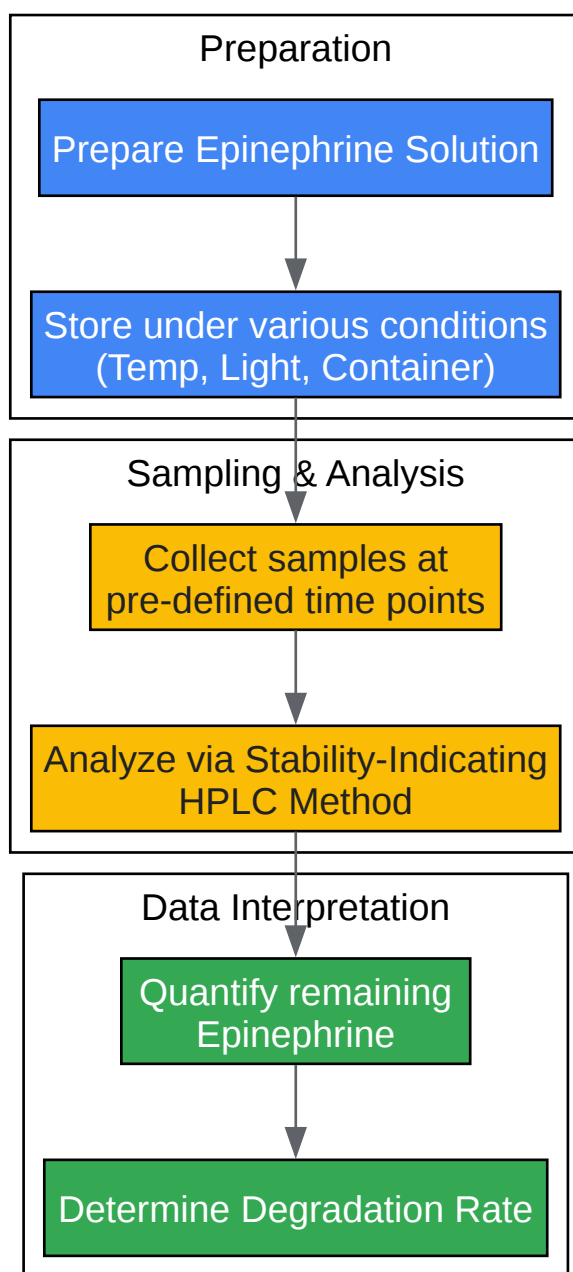 Preparation
Prepare Epinephrine Solution
Store under various conditions
(Temp, Light, Container)
Sampling & Analysis
Collect samples at
pre-defined time points
Analyze via Stability-Indicating
HPLC Method
Data Interpretation
Quantify remaining
Epinephrine
Determine Degradation Rate